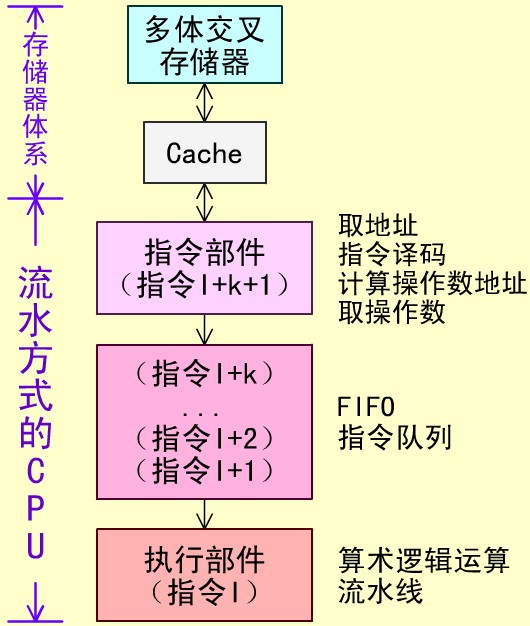 存储器体系
多体交叉
存储器
Cache
流水方式的CPU
指令部件
（指令I+k+1）
取地址
指令译码
计算操作数地址
取操作数
（指令I+k）
...
（指令I+2）
（指令I+1）
FIFO
指令队列
执行部件
（指令I）
算术逻辑运算
流水线